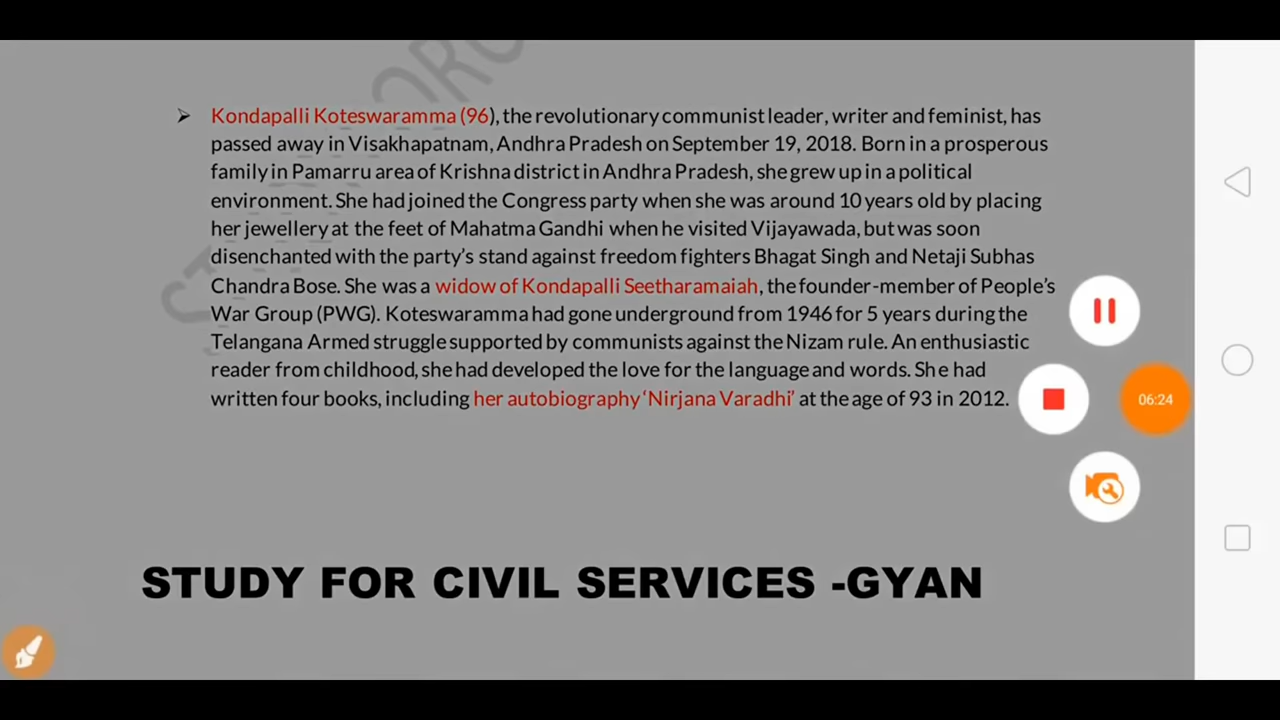 Kondapalli Koteswaramma (96), the revolutionary communist leader, writer and feminist, has
passed away in Visakhapatnam, Andhra Pradesh on September 19, 2018. Born in a prosperous
family in Pamarru area of Krishna district in Andhra Pradesh, she grew up in a political
environment. She had joined the Congress party when she was around 10 years old by placing
her jewellery at the feet of Mahatma Gandhi when he visited Vijayawada, but was soon
disenchanted with the party's stand against freedom fighters Bhagat Singh and Netaji Subhas
Chandra Bose. She was a widow of Kondapalli Seetharamaiah, the founder-member of People's
War Group (PWG). Koteswaramma had gone underground from 1946 for 5 years during the
Telangana Armed struggle supported by communists against the Nizam rule. An enthusiastic
reader from childhood, she had developed the love for the language and words. She had
written four books, including her autobiography ‘Nirjana Varadhi’ at the age of 93 in 2012.
06:24
STUDY FOR CIVIL SERVICES -GYAN